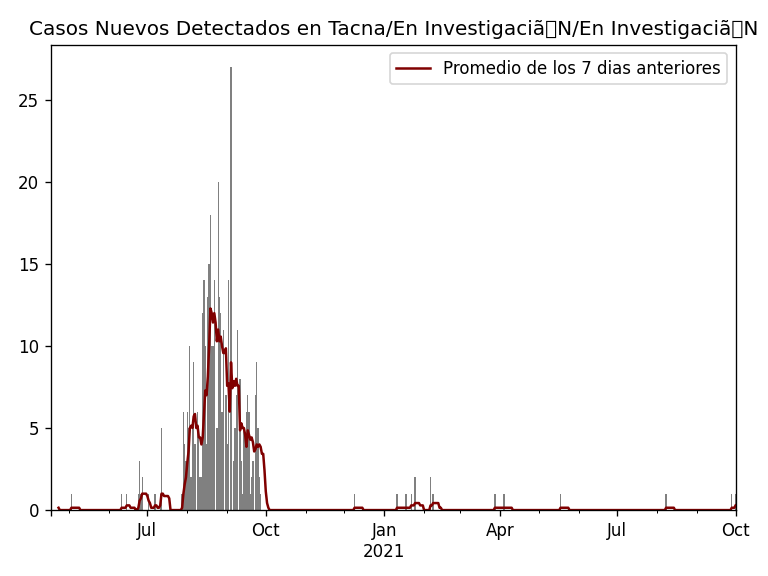 Casos Nuevos Detectados en Tacna/En Investigaciã▯N/En Investigaciã▯N
Promedio de los 7 dias anteriores
25
20
15
10
5
0
Jul
Oct
Jan
2021
Apr
Jul
Oct